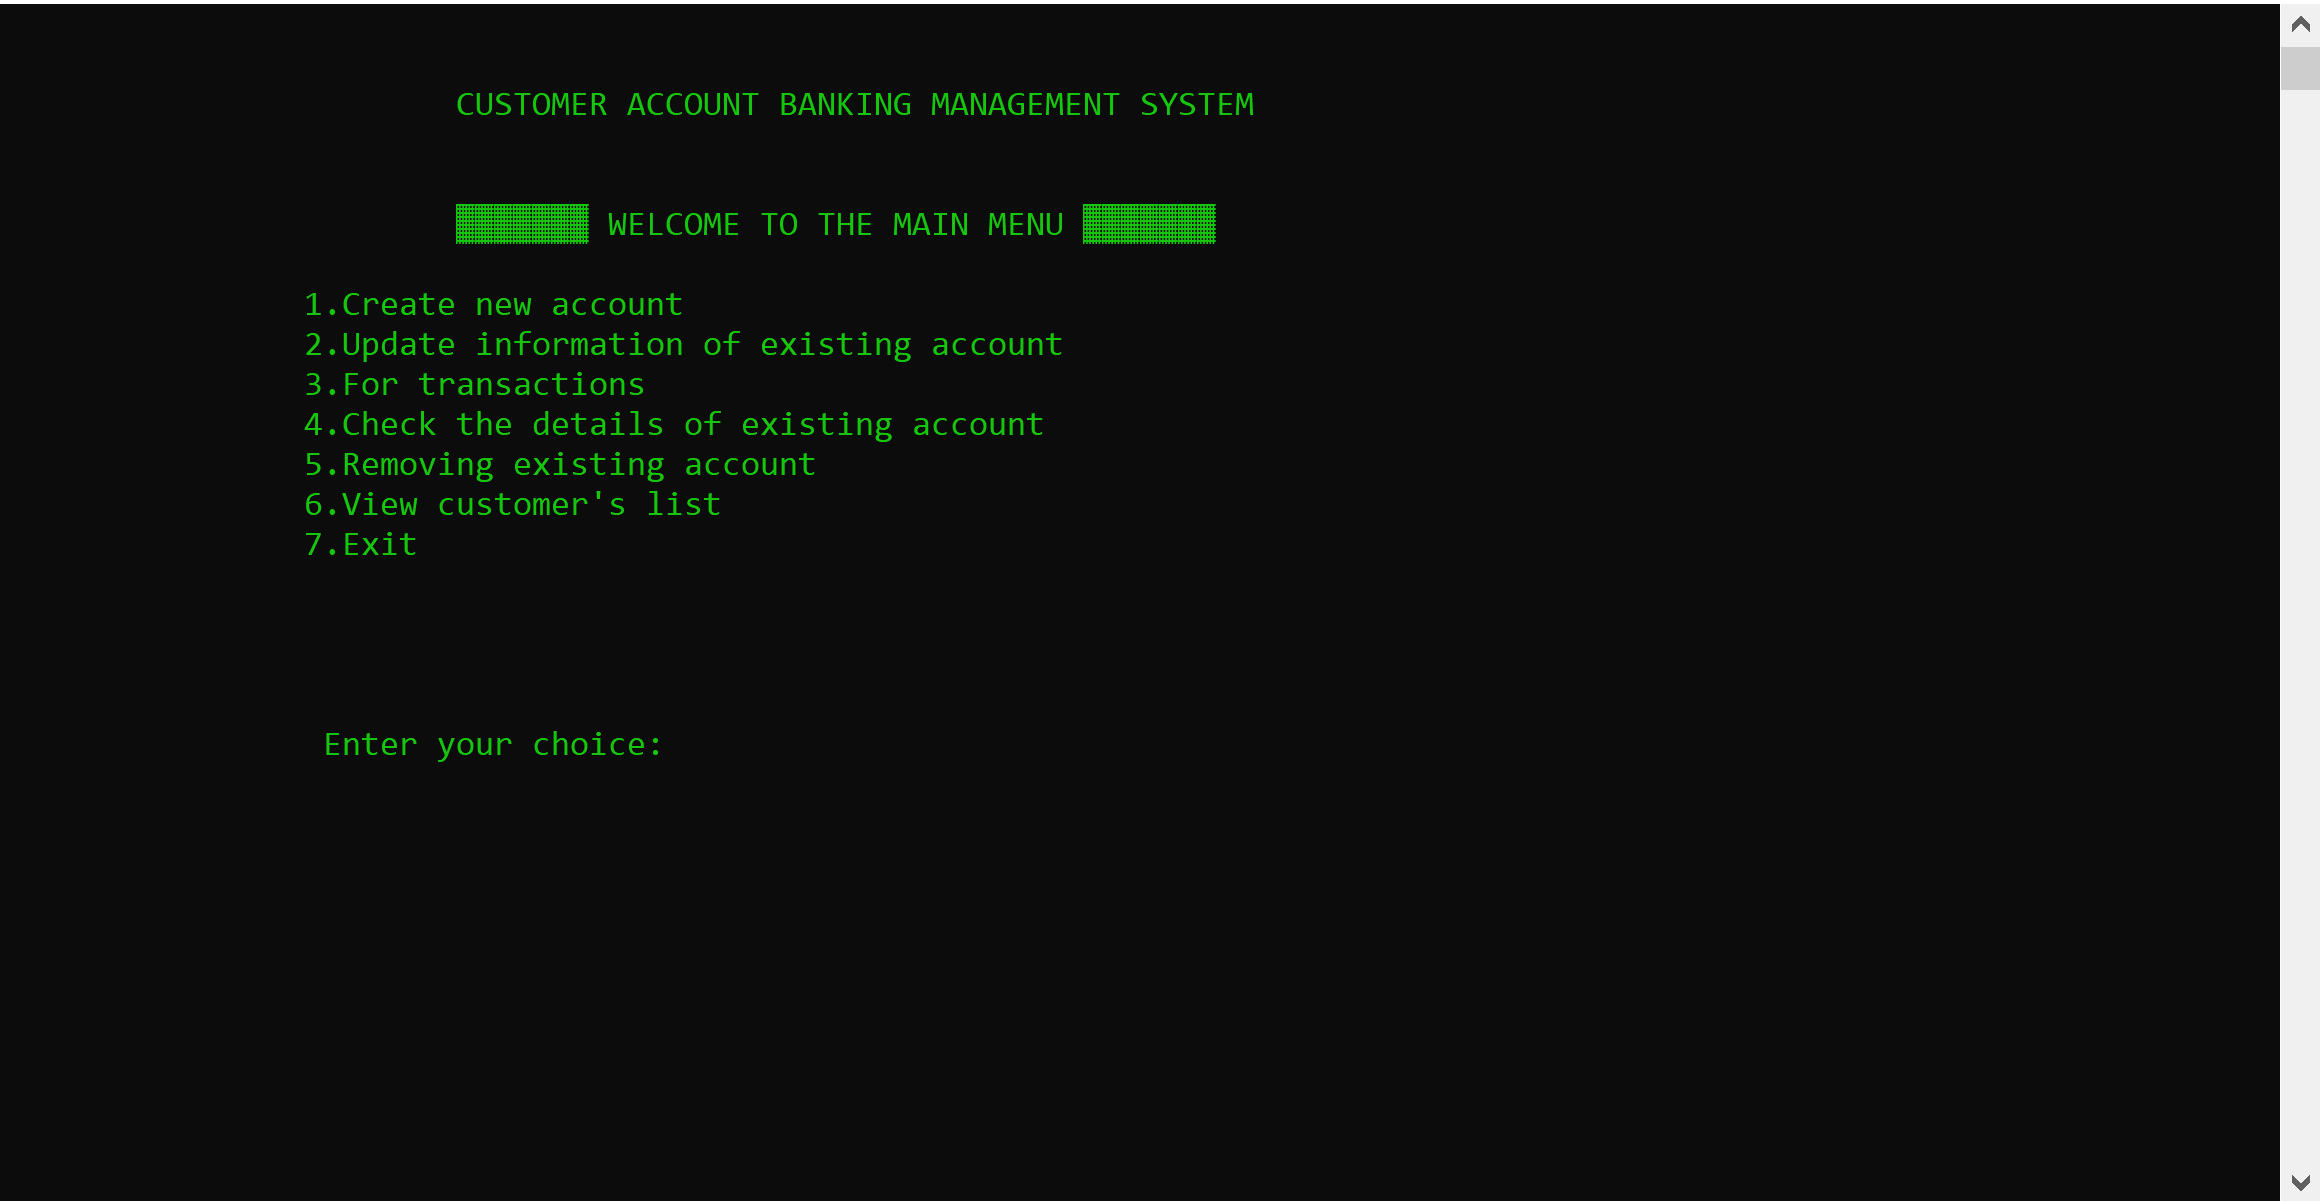 CUSTOMER ACCOUNT BANKING MANAGEMENT SYSTEM
▓▓▓▓▓▓▓ WELCOME TO THE MAIN MENU ▓▓▓▓▓▓▓
1.Create new account
2.Update information of existing account
3.For transactions
4.Check the details of existing account
5.Removing existing account
6.View customer's list
7.Exit
Enter your choice: